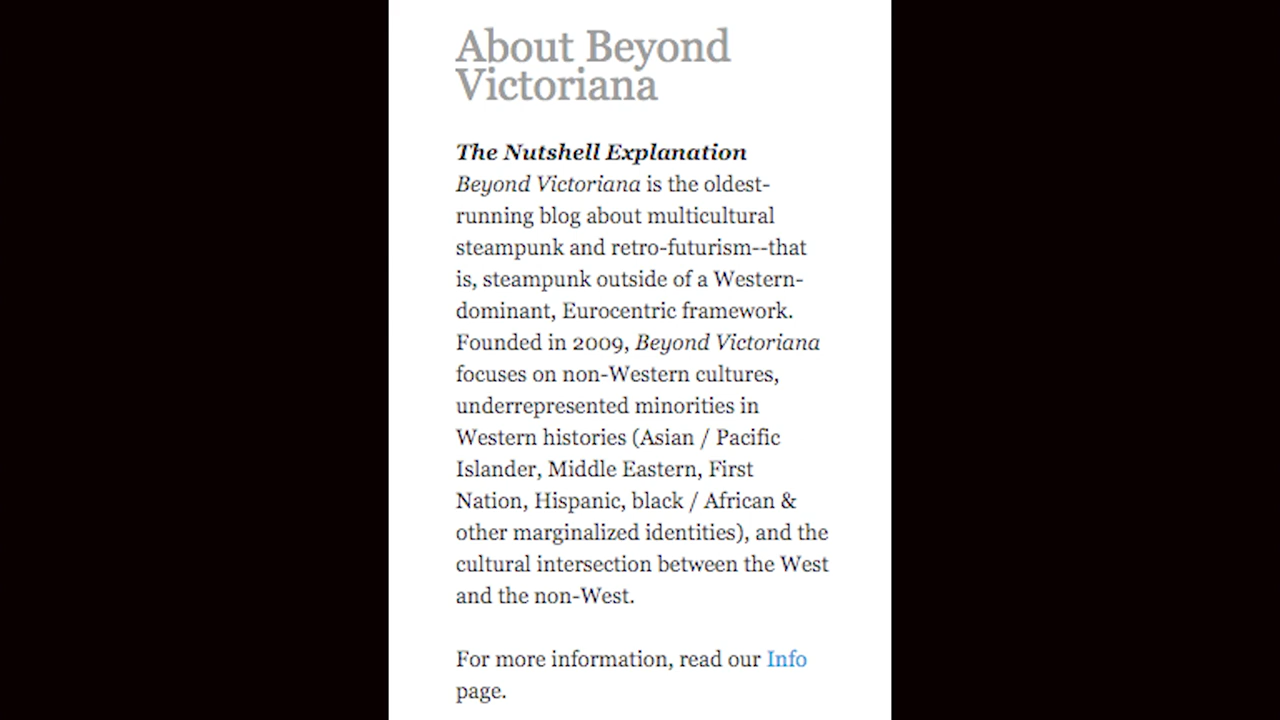 About Beyond
Victoriana
The Nutshell Explanation
Beyond Victoriana is the oldest-
running blog about multicultural
steampunk and retro-futurism--that
is, steampunk outside of a Western-
dominant, Eurocentric framework.
Founded in 2009, Beyond Victoriana
focuses on non-Western cultures,
underrepresented minorities in
Western histories (Asian / Pacific
Islander, Middle Eastern, First
Nation, Hispanic, black / African &
other marginalized identities), and the
cultural intersection between the West
and the non-West.
For more information, read our Info
page.